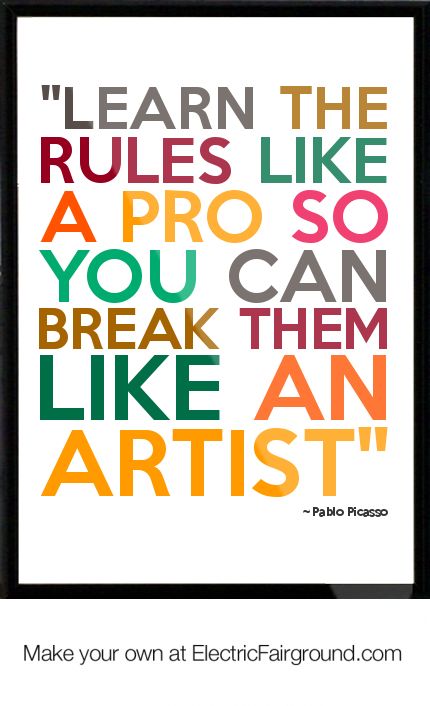 "LEARN THE
RULES LIKE
A PRO SO
YOU CAN
BREAK THEM
LIKE AN
ARTIST"
~ Pablo Picasso
Make your own at ElectricFairground.com